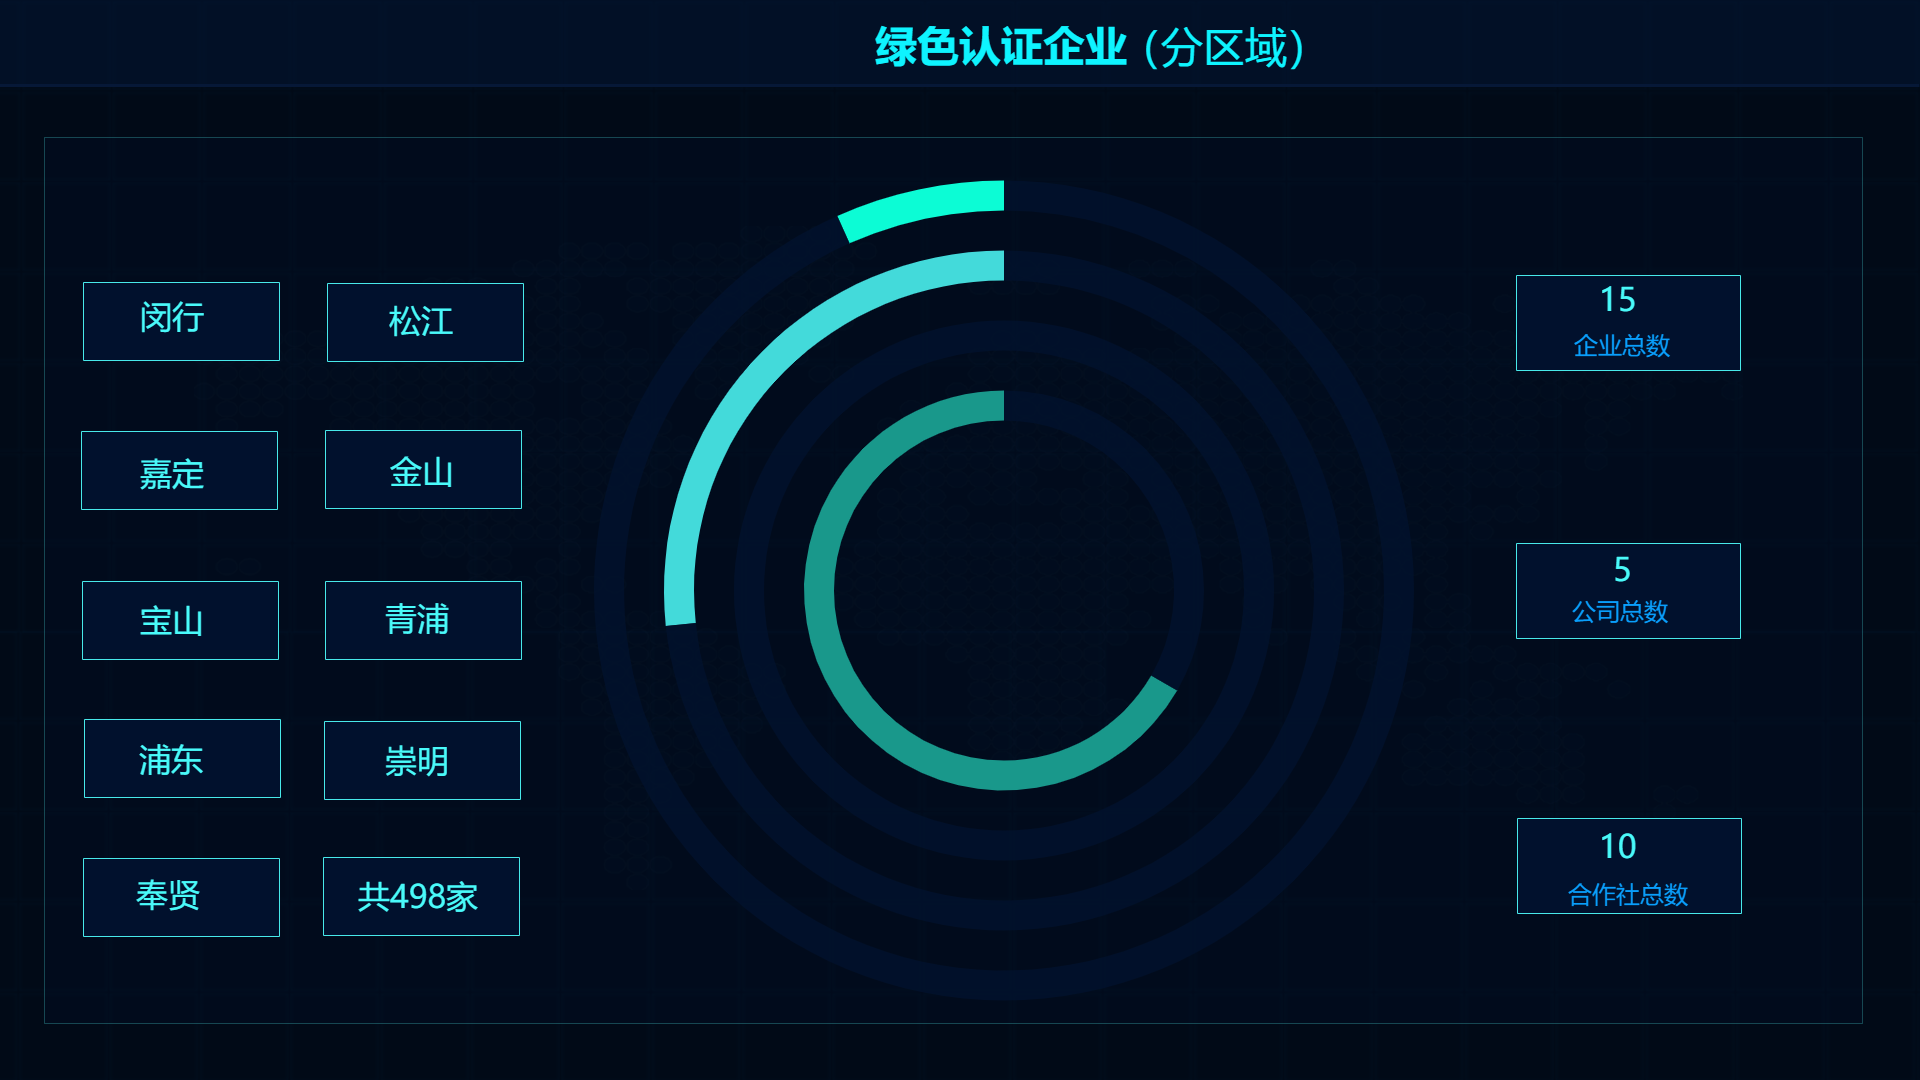 绿色认证企业 (分区域)
闵行
松江
嘉定
金山
宝山
青浦
浦东
崇明
奉贤
共498家
15
企业总数
5
公司总数
10
合作社总数